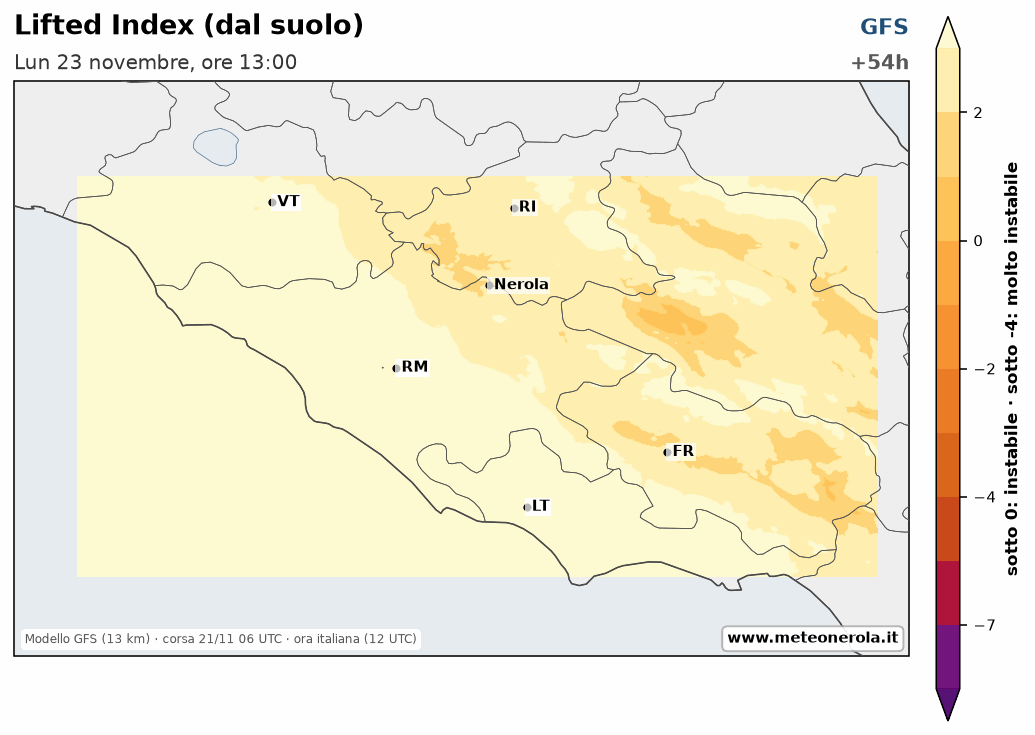 Lifted Index (dal suolo)
GFS
Lun 23 novembre, ore 13:00
+54h
VT
RI
Nerola
RM
FR
LT
2
0
−2
−4
−7
sotto 0: instabile · sotto -4: molto instabile
Modello GFS (13 km) · corsa 21/11 06 UTC · ora italiana (12 UTC)
www.meteonerola.it